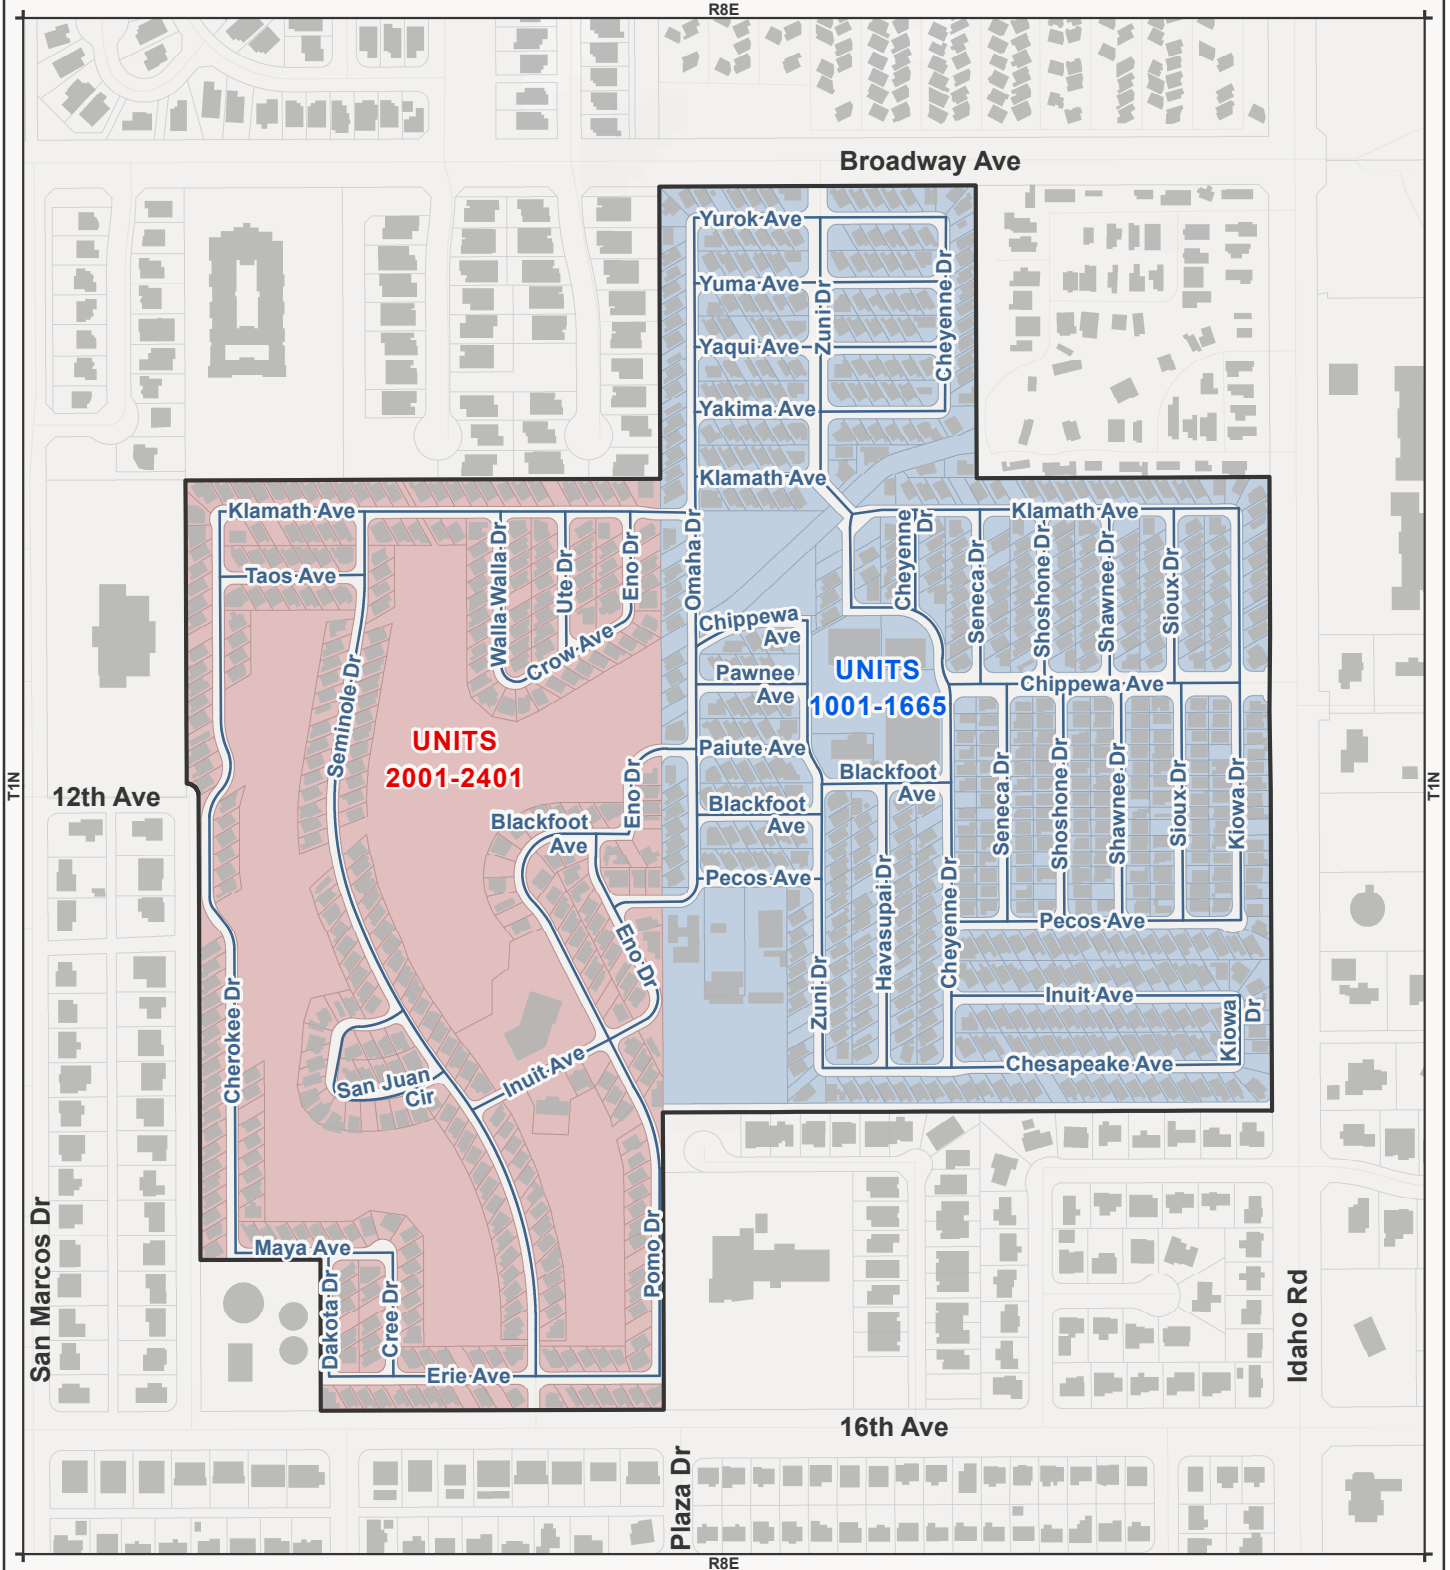 R8E
Broadway Ave
Yurok Ave
Yuma Ave
Zuni Dr
Cheyenne Dr
Yaqui Ave
Yakima Ave
Klamath Ave
Klamath Ave
Omaha Dr
Klamath Ave
Taos Ave
Walla Walla Dr
Ute Dr
Eno Dr
Crow Ave
Cheyenne
Dr
Seneca Dr
Shoshone Dr
Shawnee Dr
Sioux Dr
Chippewa
Ave
Pawnee
Ave
UNITS
1001-1665
Chippewa Ave
Seminole Dr
UNITS
2001-2401
Paiute Ave
Eno Dr
Blackfoot
Ave
Blackfoot
Ave
Blackfoot
Ave
Seneca Dr
Shoshone Dr
Shawnee Dr
Sioux Dr
Kiowa Dr
T1N
12th Ave
T1N
Pecos Ave
Havasupai Dr
Cheyenne Dr
Pecos Ave
Eno Dr
Zuni Dr
Inuit Ave
Kiowa
Dr
Chesapeake Ave
Cherokee Dr
San Juan
Cir
Inuit Ave
Maya Ave
Dakota Dr
Cree Dr
Pomo Dr
Erie Ave
San Marcos Dr
Idaho Rd
16th Ave
Plaza Dr
R8E